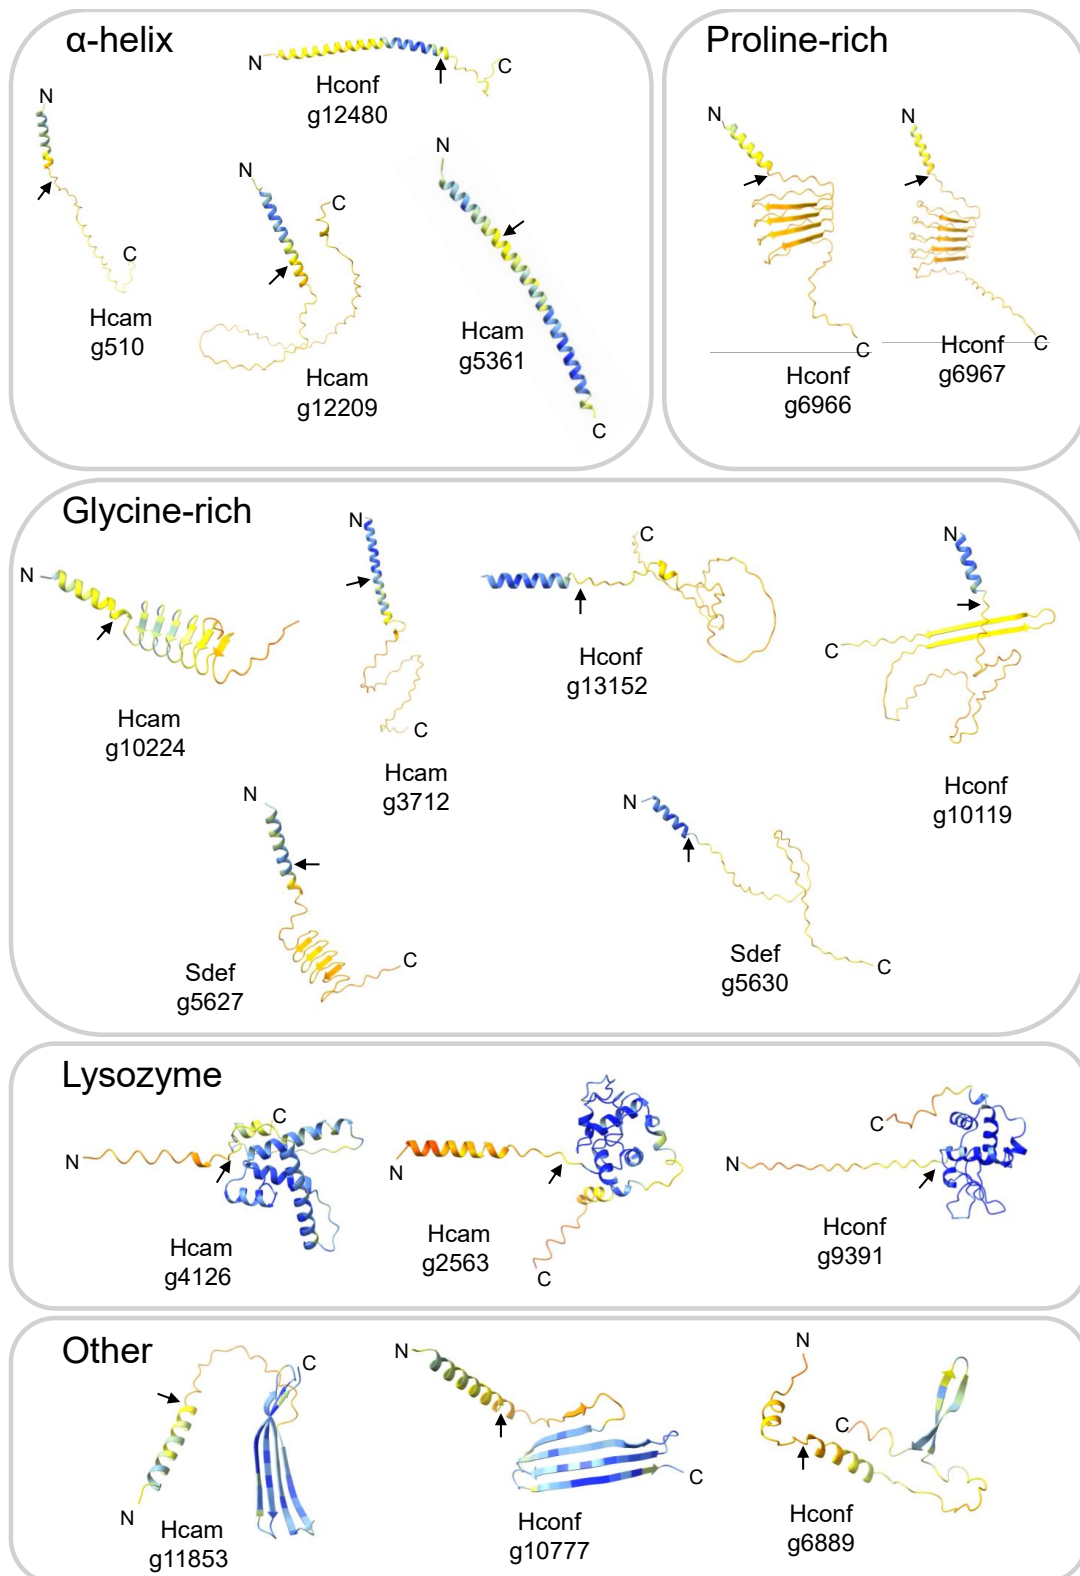 α-helix
N
C
Hconf
g12480
N
C
Hcam
g510
N
C
Hcam
g12209
N
Hcam
g5361
C
Proline-rich
N
C
Hconf
g6966
N
C
Hconf
g6967
Glycine-rich
N
Hcam
g10224
N
C
Hcam
g3712
C
Hconf
g13152
N
C
Hconf
g10119
N
C
Sdef
g5627
N
C
Sdef
g5630
Lysozyme
N
C
Hcam
g4126
N
C
Hcam
g2563
N
C
Hconf
g9391
Other
N
C
Hcam
g11853
N
C
Hconf
g10777
N
C
Hconf
g6889